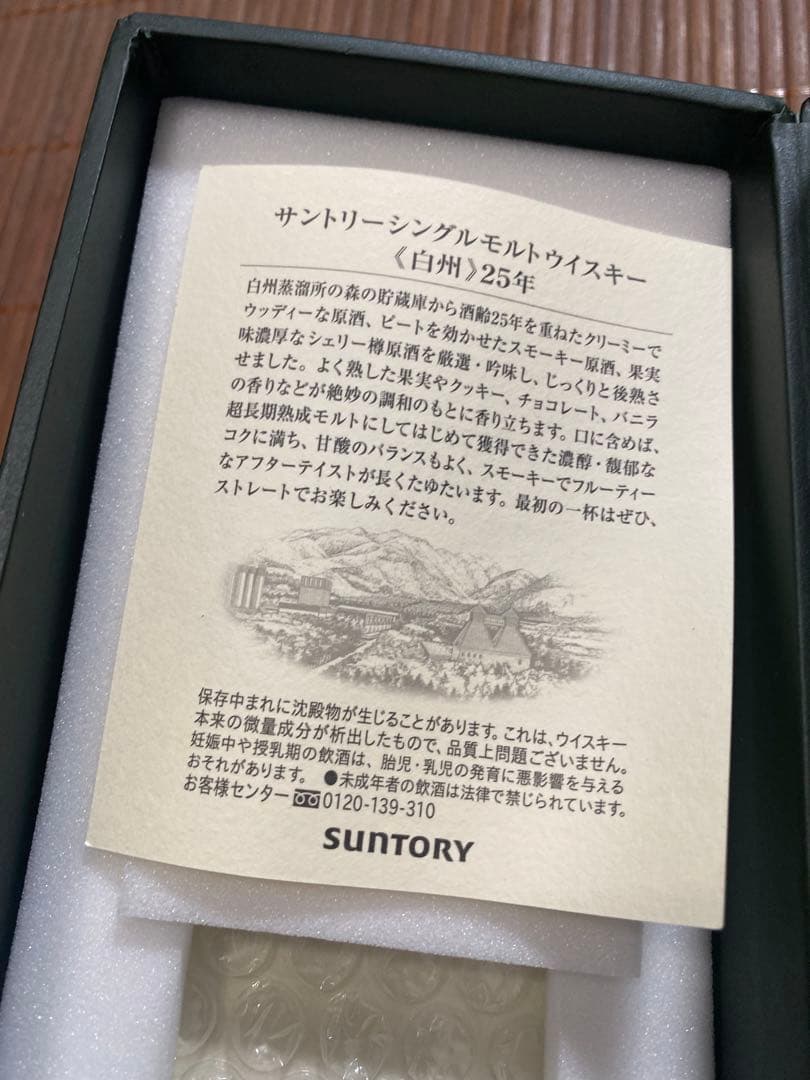 サントリーシングルモルトウイスキー
《白州》25年
白州蒸溜所の森の貯蔵庫から酒齢25年を重ねたクリーミーで
ウッディーな原酒、ピートを効かせたスモーキー原酒、果実
味濃厚なシェリー樽原酒を厳選・吟味し、じっくりと後熟さ
せました。よく熟した果実やクッキー、チョコレート、バニラ
の香りなどが絶妙の調和のもとに香り立ちます。口に含めば、
超長期熟成モルトにしてはじめて獲得できた濃醇・馥郁な
コクに満ち、甘酸のバランスもよく、スモーキーでフルーティー
なアフターテイストが長くたゆたいます。最初の一杯はぜひ、
ストレートでお楽しみください。
保存中まれに沈殿物が生じることがあります。これは、ウイスキー
本来の微量成分が析出したもので、品質上問題ございません。
妊娠中や授乳期の飲酒は、胎児・乳児の発育に悪影響を与える
おそれがあります。 ●未成年者の飲酒は法律で禁じられています。
お客様センター 0120-139-310
SUNTORY